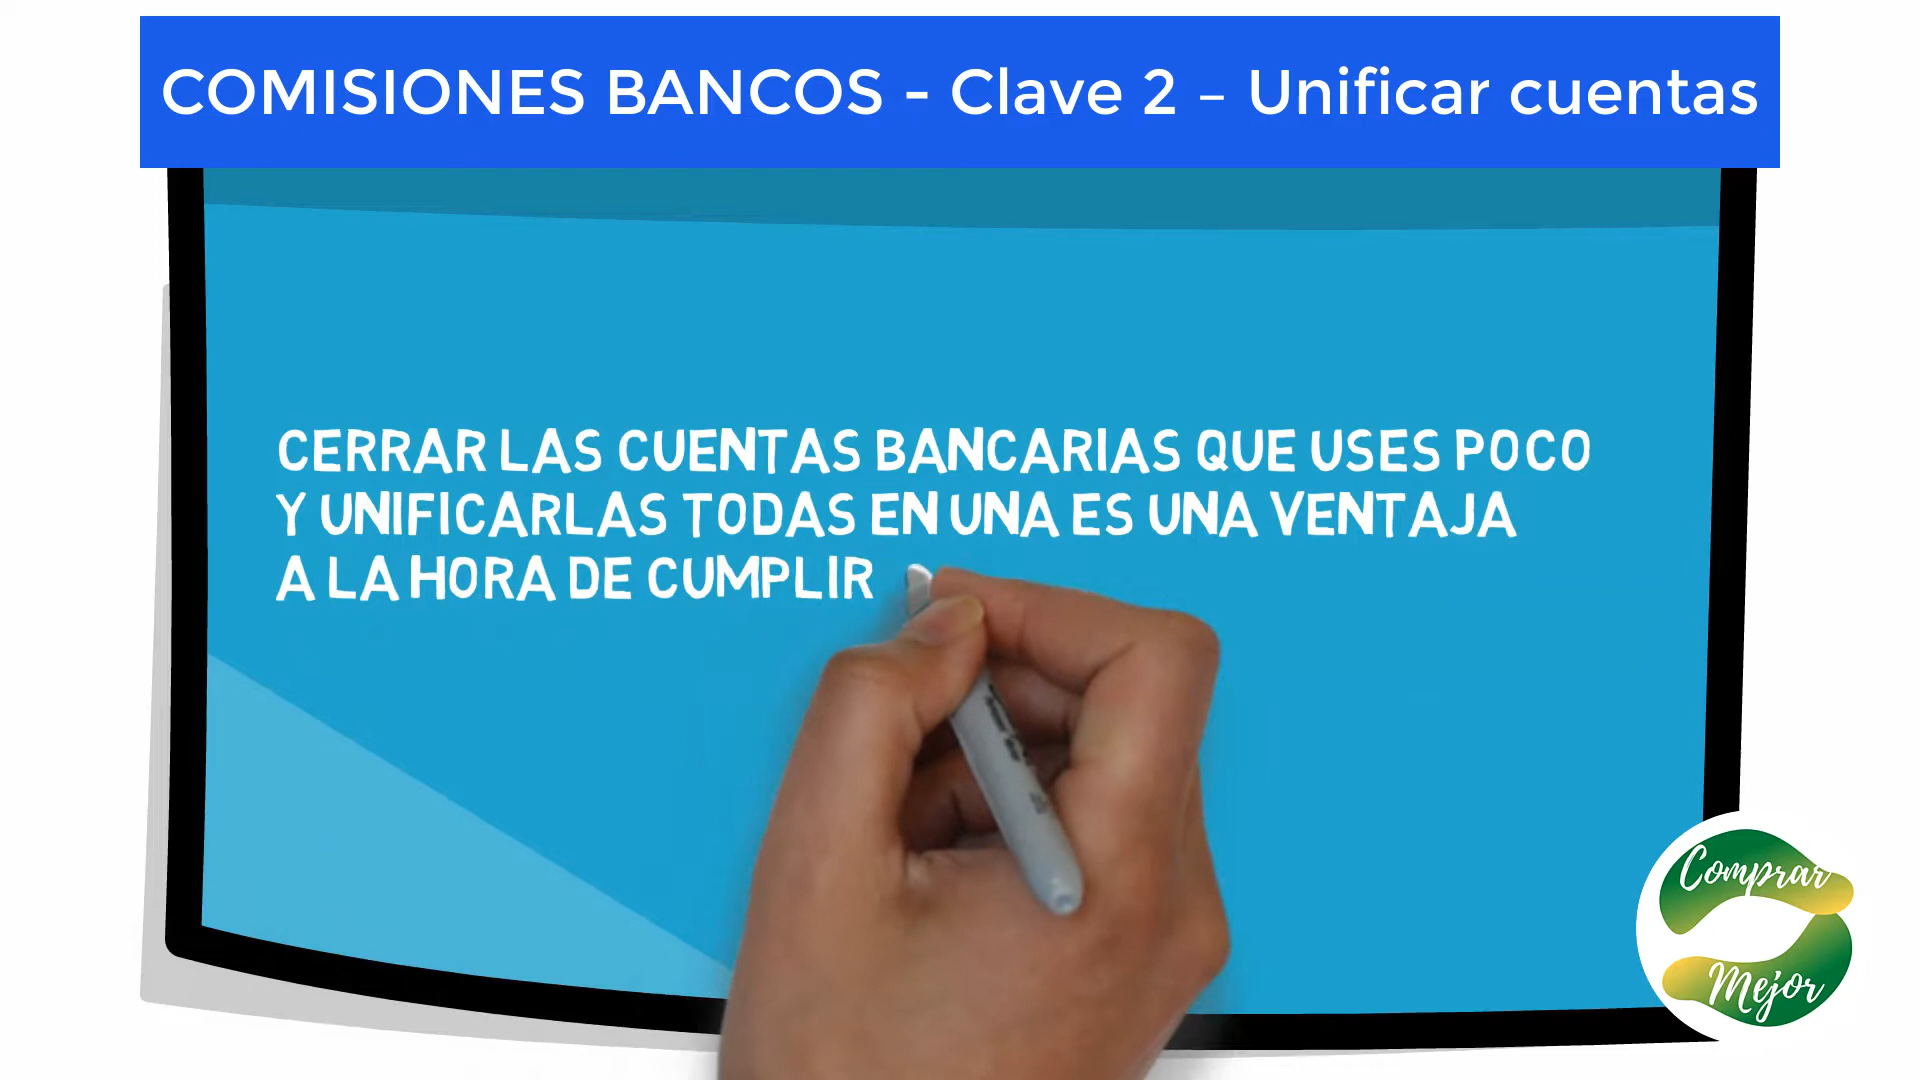 COMISIONES BANCOS - Clave 2 – Unificar cuentas
CERRAR LAS CUENTAS BANCARIAS QUE USES POCO
Y UNIFICARLAS TODAS EN UNA ES UNA VENTAJA
A LA HORA DE CUMPLIR
Comprar
Mejor